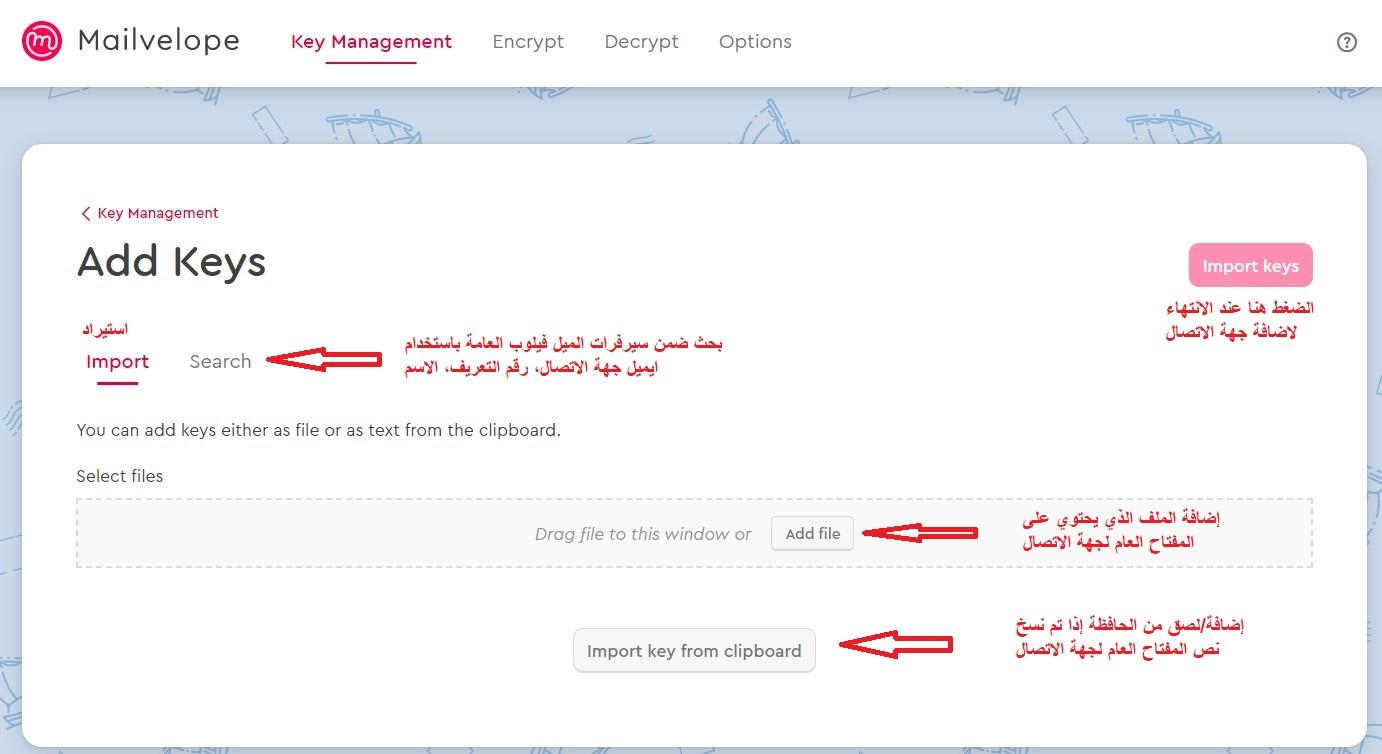 Mailvelope
Key Management
Encrypt
Decrypt
Options
Key Management
Add Keys
Import keys
الضغط هنا عند الانتهاء
لاضافة جهة الاتصال
استيراد
Import
Search
بحث ضمن سيرفرات الميل فيلوب العامة باستخدام
ايميل جهة الاتصال، رقم التعريف، الاسم
You can add keys either as file or as text from the clipboard.
Select files
Drag file to this window or
Add file
إضافة الملف الذي يحتوي على
المفتاح العام لجهة الاتصال
Import key from clipboard
إضافة/لصق من الحافظة إذا تم نسخ
نص المفتاح العام لجهة الاتصال